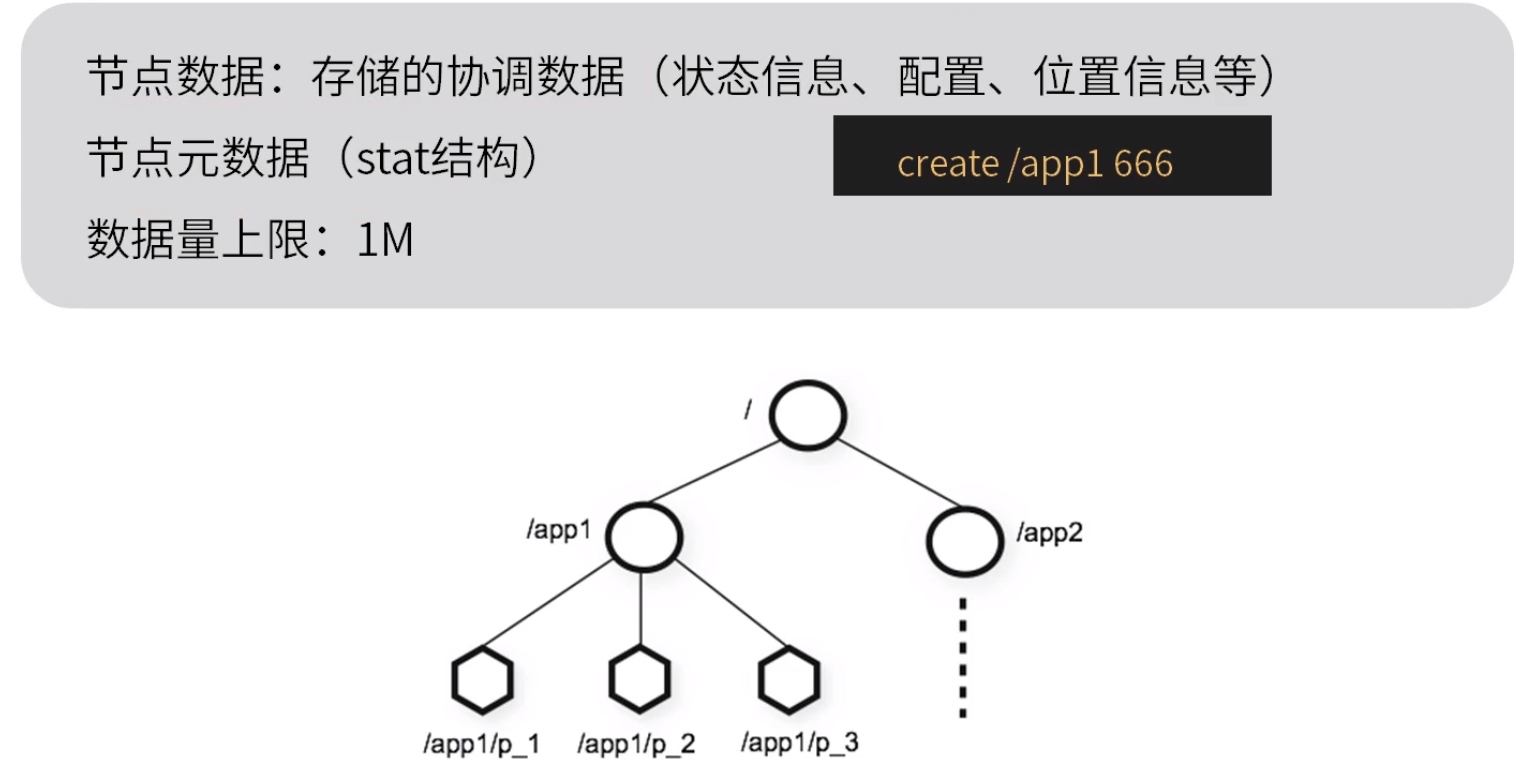 节点数据：存储的协调数据（状态信息、配置、位置信息等）
节点元数据（stat结构）
create /app1 666
数据量上限：1M
/
/app1
/app2
/app1/p_1
/app1/p_2
/app1/p_3